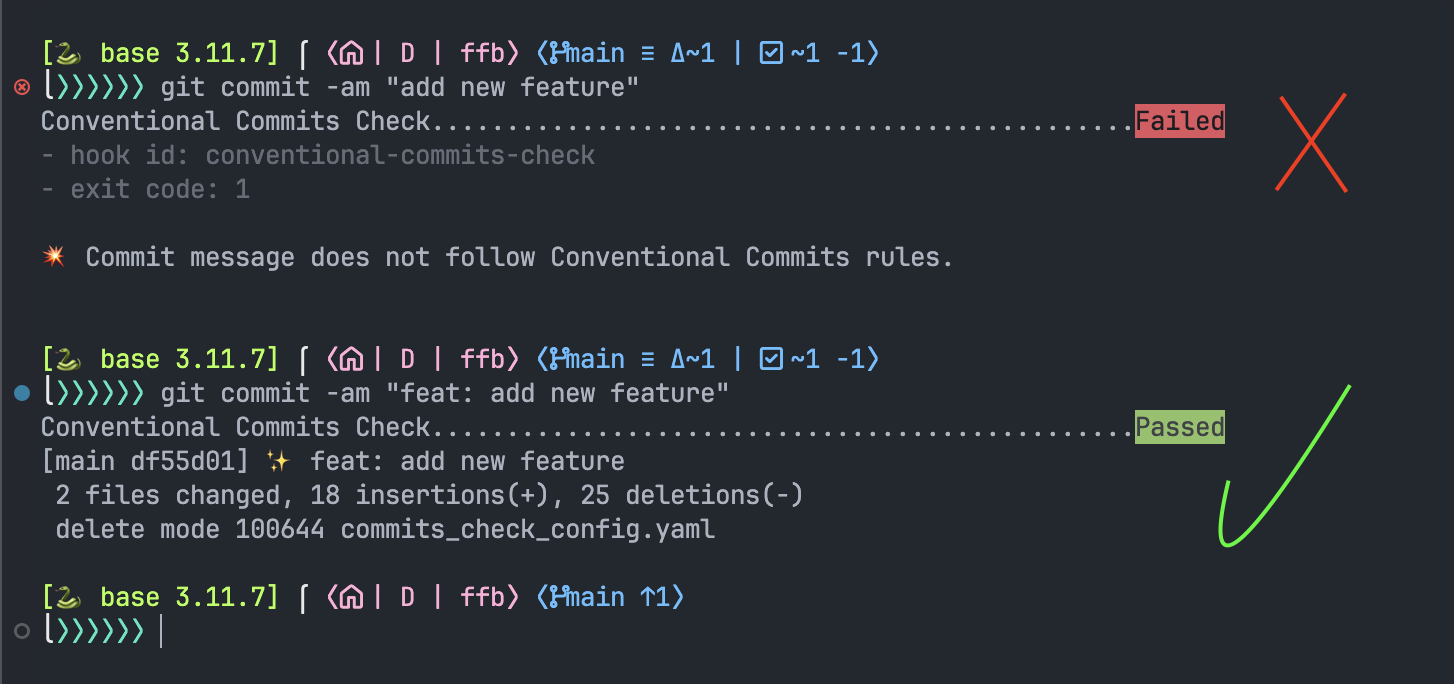 [🐍 base 3.11.7] ⎧ ⟨ | D | ffb⟩ ⟨main ≡ Δ~1 | ~1 -1⟩
⎩❯❯❯❯❯❯ git commit -am "add new feature"
Conventional Commits Check...............................................Failed
- hook id: conventional-commits-check
- exit code: 1
💥 Commit message does not follow Conventional Commits rules.
[🐍 base 3.11.7] ⎧ ⟨ | D | ffb⟩ ⟨main ≡ Δ~1 | ~1 -1⟩
⎩❯❯❯❯❯❯ git commit -am "feat: add new feature"
Conventional Commits Check...............................................Passed
[main df55d01] ✨ feat: add new feature
2 files changed, 18 insertions(+), 25 deletions(-)
delete mode 100644 commits_check_config.yaml
[🐍 base 3.11.7] ⎧ ⟨ | D | ffb⟩ ⟨main ↑1⟩
⎩❯❯❯❯❯❯